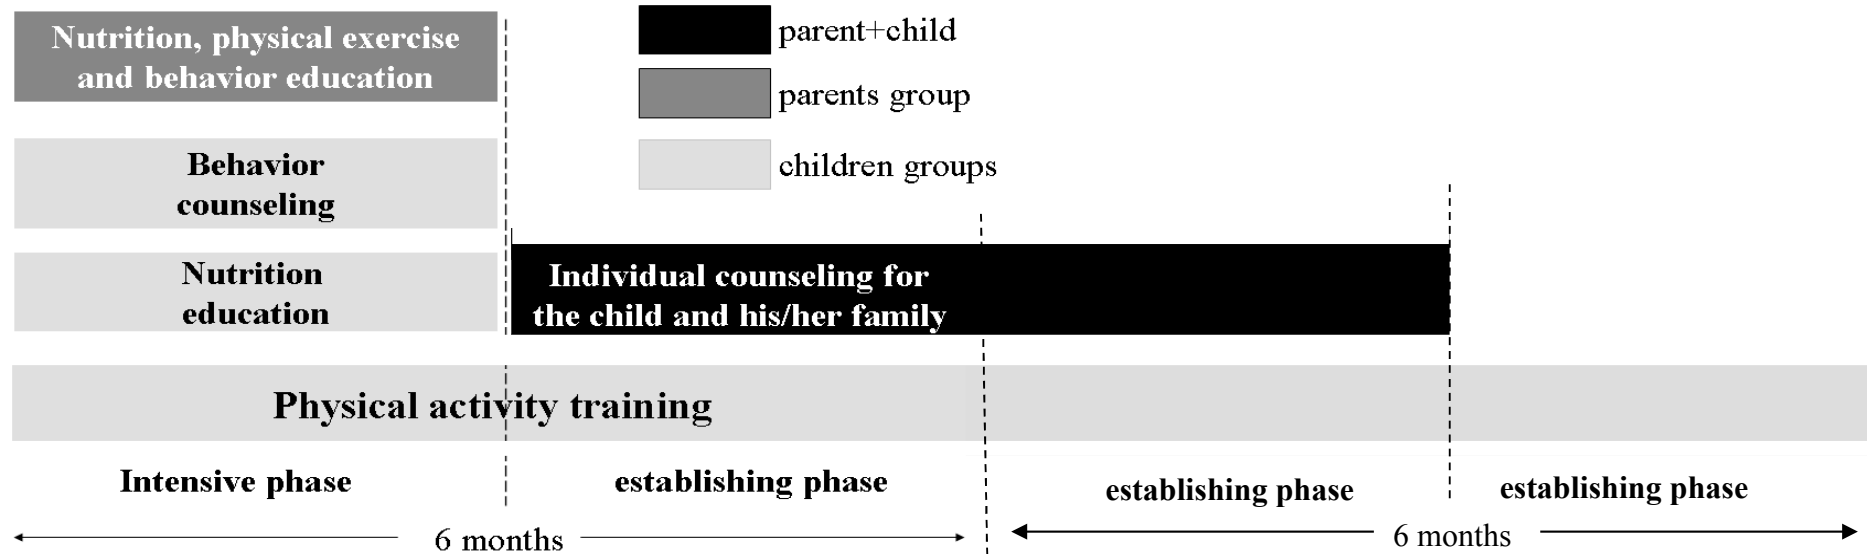 Nutrition, physical exercise
and behavior education
parent+child
parents group
children groups
Behavior
counseling
Nutrition
education
Individual counseling for
the child and his/her family
Physical activity training
Intensive phase
establishing phase
establishing phase
establishing phase
6 months
6 months